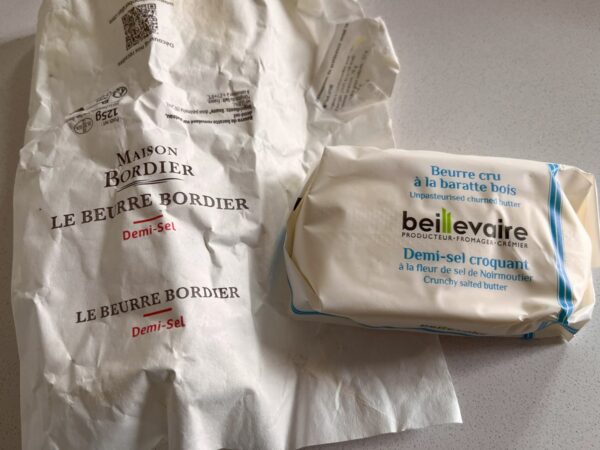 125g
MAISON
BORDIER
LE BEURRE BORDIER
Demi-Sel
LE BEURRE BORDIER
Demi-Sel
Beurre cru
à la baratte bois
Unpasteurised churned butter
beillevaire
PRODUCTEUR•FROMAGER•CRÉMIER
Demi-sel croquant
à la fleur de sel de Noirmoutier
Crunchy salted butter